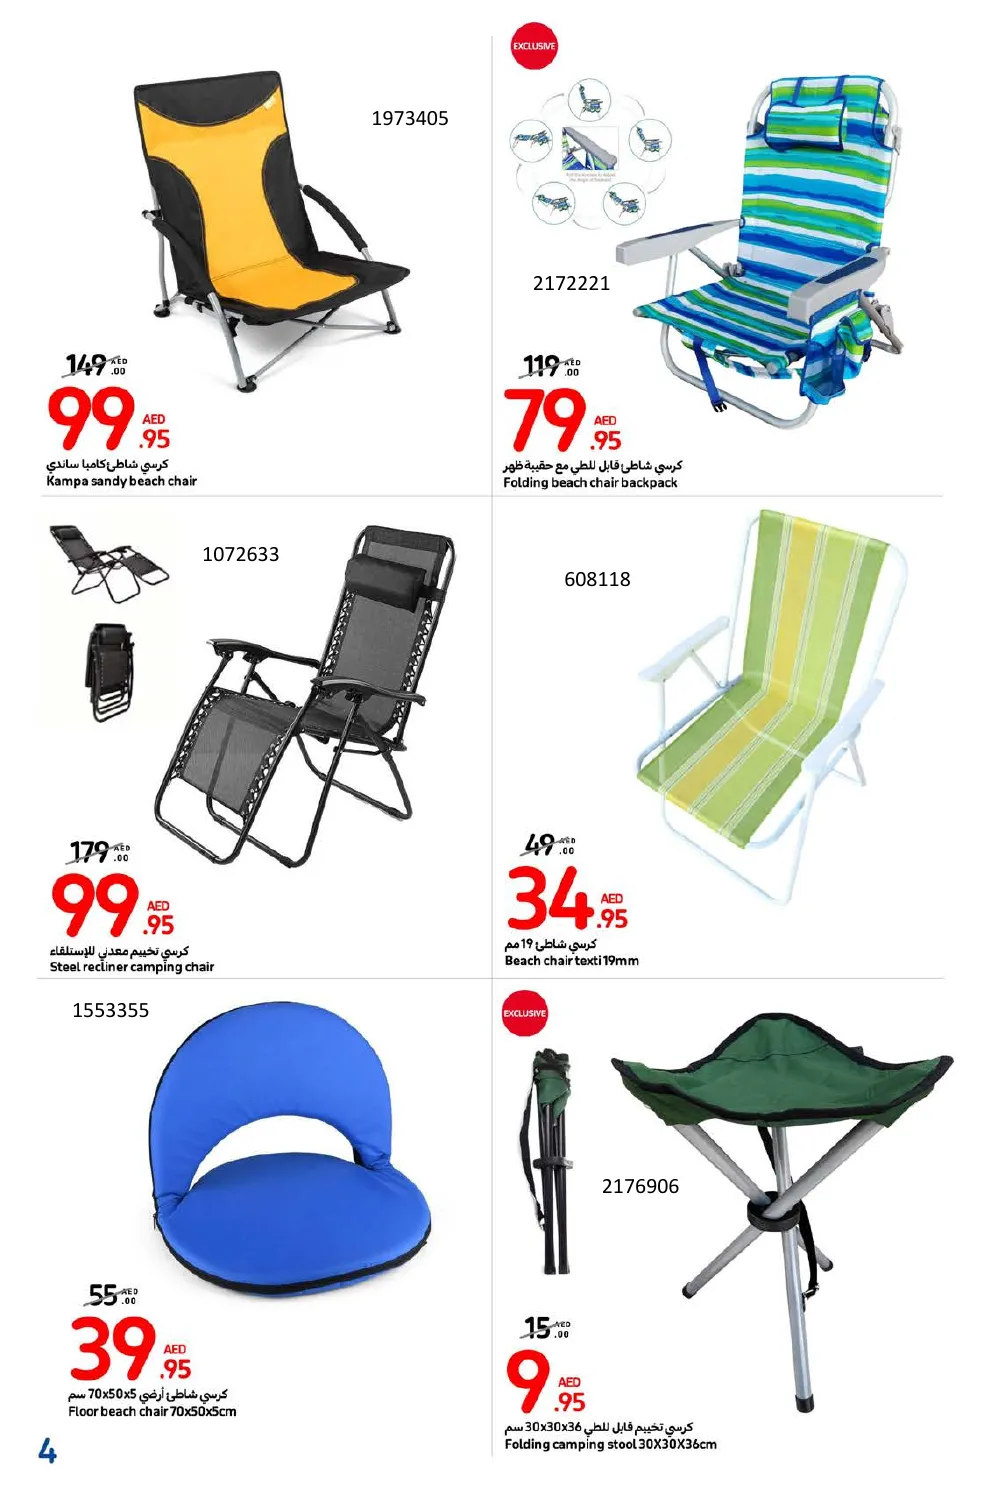 1973405
149 AED .00
99 AED .95
كرسي شاطئ كامبا ساندي
Kampa sandy beach chair
EXCLUSIVE
2172221
119 AED .00
79 AED .95
كرسي شاطئ قابل للطي مع حقيبة ظهر
Folding beach chair backpack
1072633
179 AED .00
99 AED .95
كرسي تخييم معدني للإستلقاء
Steel recliner camping chair
608118
49 AED .00
34 AED .95
كرسي شاطئ 19 مم
Beach chair texti 19mm
1553355
55 AED .00
39 AED .95
كرسي شاطئ أرضي 70x50x5 سم
Floor beach chair 70x50x5cm
EXCLUSIVE
2176906
15 AED .00
9 AED .95
كرسي تخييم قابل للطي 30x30x36 سم
Folding camping stool 30X30X36cm
4